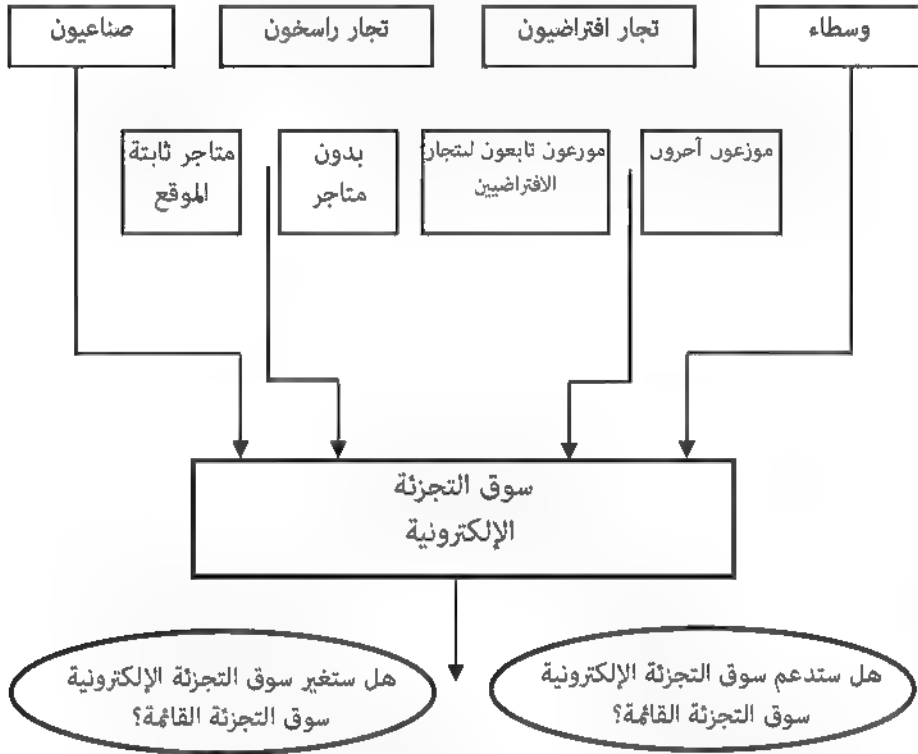 وسطاء
تجار افتراضيون
تجار راسخون
صناعيون
موزعون آخرون
موزعون تابعون للتجار
الافتراضيين
بدون
متاجر
متاجر ثابتة
الموقع
سوق التجزئة
الإلكترونية
هل ستدعم سوق التجزئة الإلكترونية
سوق التجزئة القائمة؟
هل ستغير سوق التجزئة الإلكترونية
سوق التجزئة القائمة؟